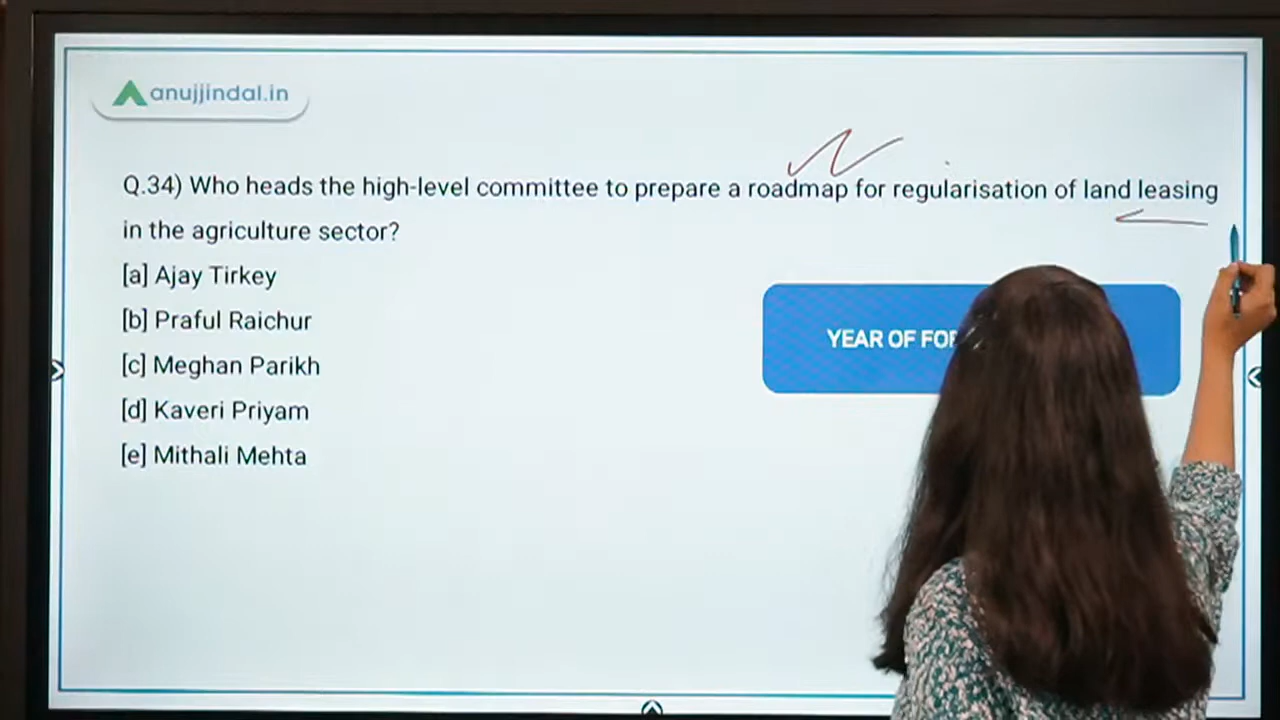 anujjindal.in
Q.34) Who heads the high-level committee to prepare a roadmap for regularisation of land leasing
in the agriculture sector?
[a] Ajay Tirkey
[b] Praful Raichur
[c] Meghan Parikh
[d] Kaveri Priyam
[e] Mithali Mehta
YEAR OF